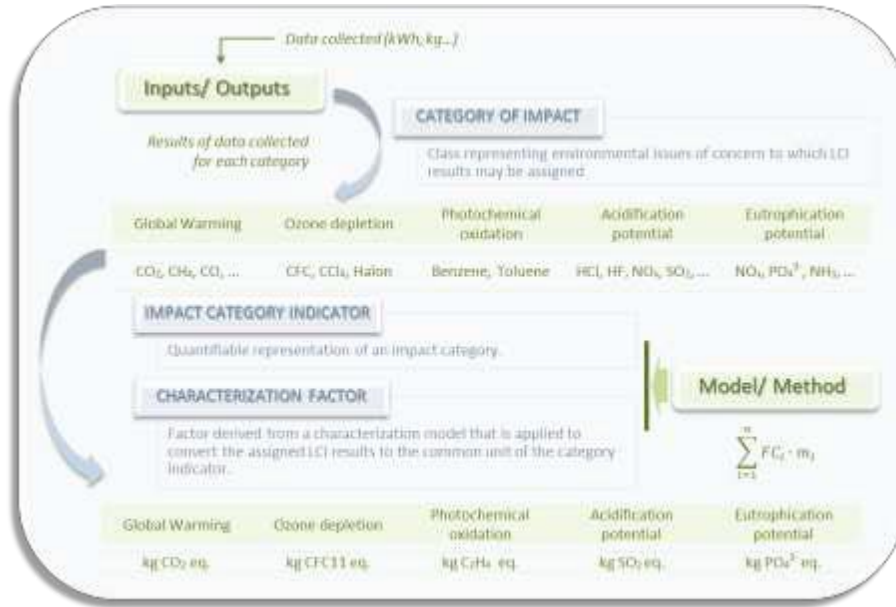 Data collected (kWh, kg...)
Inputs/ Outputs
Results of data collected
for each category
CATEGORY OF IMPACT
Class representing environmental issues of concern to which LCI
results may be assigned
Global Warming
Ozone depletion
Photochemical
oxidation
Acidification
potential
Eutrophication
potential
CO₂, CH₄, CO, ...
CFC, CCl₄, Halon
Benzene, Toluene
HCl, HF, NOₓ, SO₂, ...
NOₓ, PO₄³⁻, NH₃, ...
IMPACT CATEGORY INDICATOR
Quantifiable representation of an impact category.
CHARACTERIZATION FACTOR
Factor derived from a characterization model that is applied to
convert the assigned LCI results to the common unit of the category
indicator.
Model/ Method
n
∑ FCᵢ · mᵢ
i=1
Global Warming
Ozone depletion
Photochemical
oxidation
Acidification
potential
Eutrophication
potential
kg CO₂ eq.
kg CFC11 eq.
kg C₂H₄ eq.
kg SO₂ eq.
kg PO₄³⁻ eq.